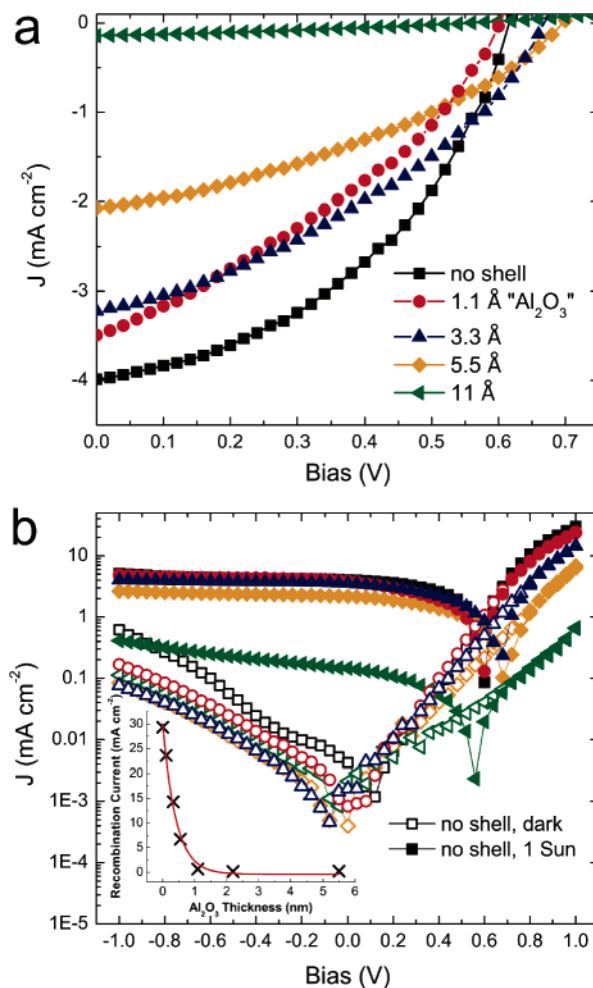 a
0
-1
-2
-3
-4
J (mA cm-2)
no shell
1.1 Å "Al2O3"
3.3 Å
5.5 Å
11 Å
0.0 0.1 0.2 0.3 0.4 0.5 0.6 0.7
Bias (V)
b
10
1
0.1
0.01
1E-3
1E-4
1E-5
J (mA cm-2)
Recombination Current (mA cm-2)
35
30
25
20
15
10
5
0
0 1 2 3 4 5 6
Al2O3 Thickness (nm)
no shell, dark
no shell, 1 Sun
-1.0 -0.8 -0.6 -0.4 -0.2 0.0 0.2 0.4 0.6 0.8 1.0
Bias (V)